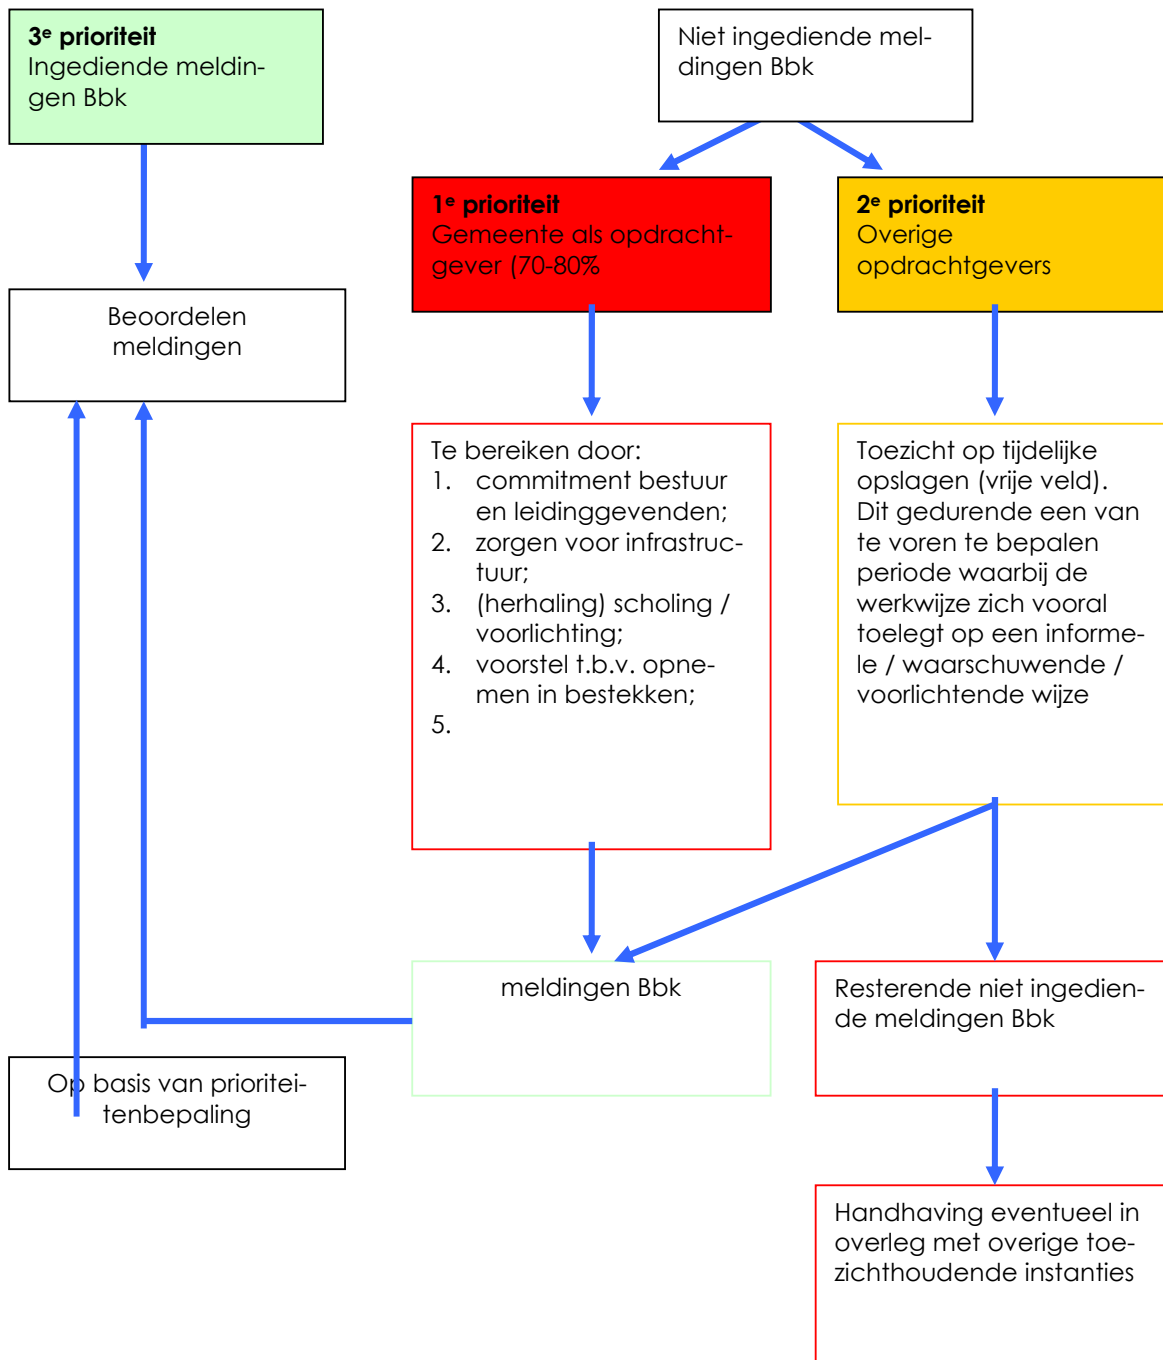 3e prioriteit
Ingediende meldin-
gen Bbk
Niet ingediende mel-
dingen Bbk
1e prioriteit
Gemeente als opdracht-
gever (70-80%
2e prioriteit
Overige
opdrachtgevers
Beoordelen
meldingen
Te bereiken door:
1. commitment bestuur
en leidinggevenden;
2. zorgen voor infrastruc-
tuur;
3. (herhaling) scholing /
voorlichting;
4. voorstel t.b.v. opne-
men in bestekken;
5.
Toezicht op tijdelijke
opslagen (vrije veld).
Dit gedurende een van
te voren te bepalen
periode waarbij de
werkwijze zich vooral
toelegt op een informe-
le / waarschuwende /
voorlichtende wijze
meldingen Bbk
Resterende niet ingedien-
de meldingen Bbk
Op basis van prioritei-
tenbepaling
Handhaving eventueel in
overleg met overige toe-
zichthoudende instanties